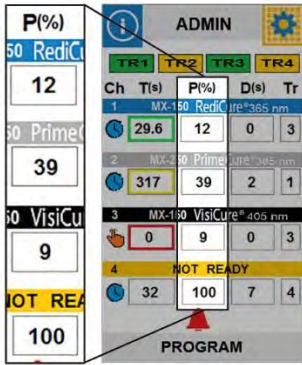 P(%)
50 RediCu
12
50 Prime
39
50 VisiCu
9
NOT REA
100
i
ADMIN
TR1 TR2 TR3 TR4
Ch T(s) P(%) D(s) Tr
1 MX-150 RediCure® 365 nm
29.6 12 0 3
2 MX-250 PrimeCure® 365 nm
317 39 2 1
3 MX-150 VisiCure® 405 nm
0 9 0 3
4 NOT READY
32 100 7 4
PROGRAM